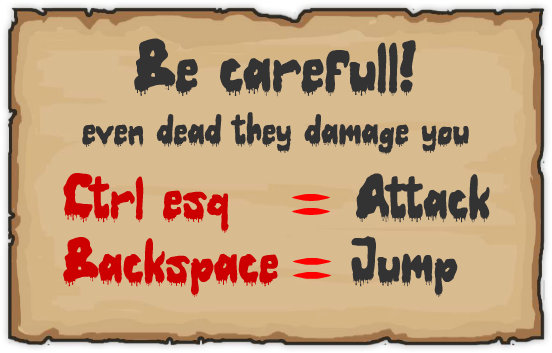 Be carefull!
even dead they damage you
Ctrl esq = Attack
Backspace = Jump